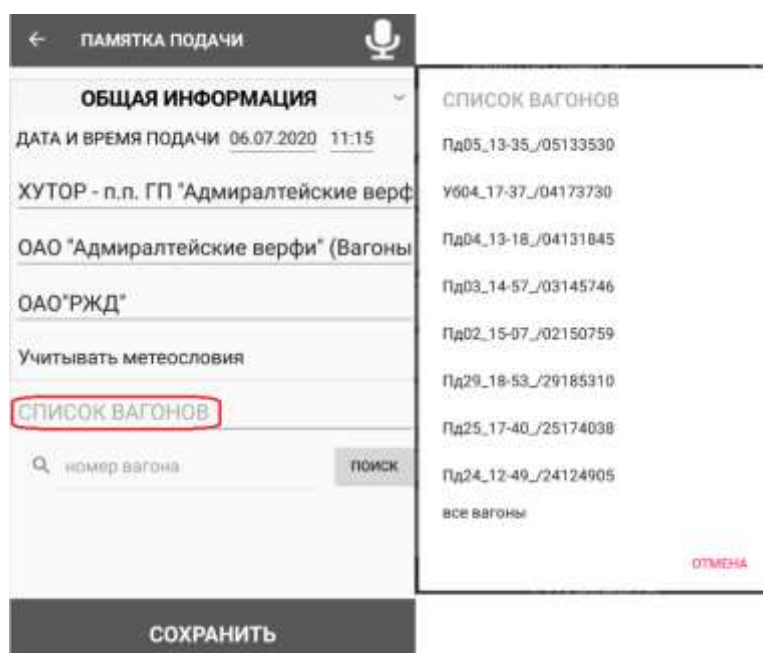 ПАМЯТКА ПОДАЧИ
ОБЩАЯ ИНФОРМАЦИЯ
ДАТА И ВРЕМЯ ПОДАЧИ 06.07.2020 11:15
ХУТОР - п.п. ГП "Адмиралтейские верф
ОАО "Адмиралтейские верфи" (Вагоны
ОАО"РЖД"
Учитывать метеословия
СПИСОК ВАГОНОВ
номер вагона ПОИСК
СОХРАНИТЬ
СПИСОК ВАГОНОВ
Пд05_13-35_/05133530
Уб04_17-37_/04173730
Пд04_13-18_/04131845
Пд03_14-57_/03145746
Пд02_15-07_/02150759
Пд29_18-53_/29185310
Пд25_17-40_/25174038
Пд24_12-49_/24124905
все вагоны
ОТМЕНА